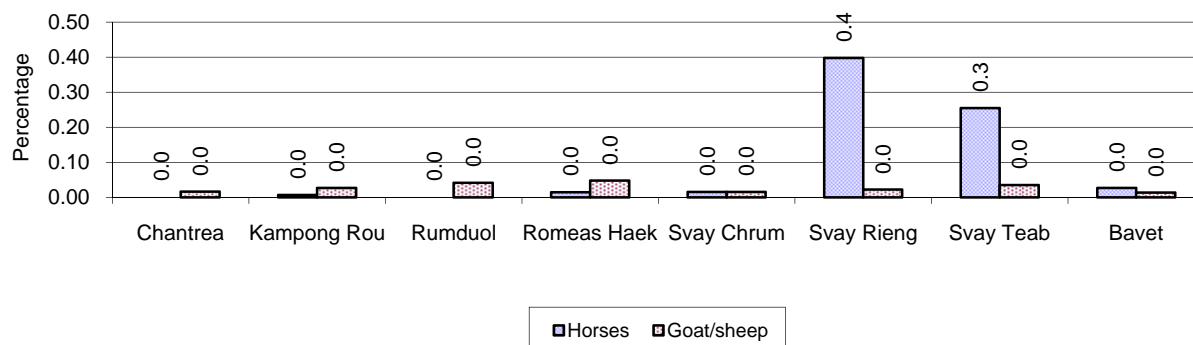 0.50
0.40
0.30
0.20
0.10
0.00
Percentage
0.0 0.0 0.0 0.0 0.0 0.0 0.0 0.0 0.0 0.0 0.4 0.0 0.3 0.0 0.0 0.0
Chantrea Kampong Rou Rumduol Romeas Haek Svay Chrum Svay Rieng Svay Teab Bavet
Horses Goat/sheep